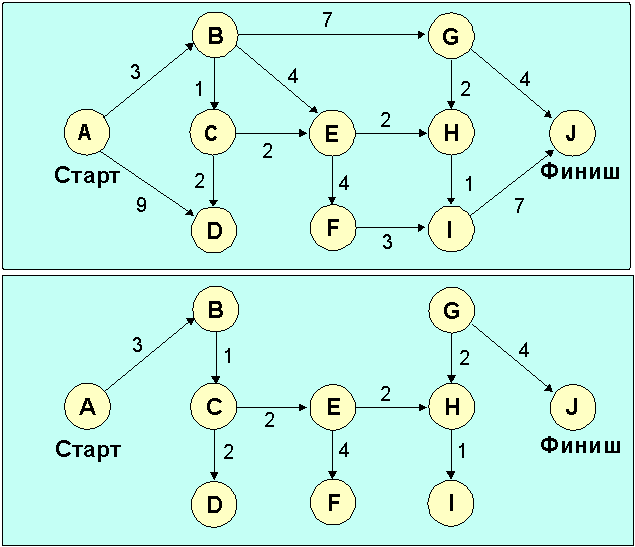 B 7 G
3 1 4 2 4
A C 2 E 2 H J
Старт 2 4 1 Финиш
9 7
D F 3 I
B G
3 1 2 4
A C 2 E 2 H J
Старт 2 4 1 Финиш
D F I